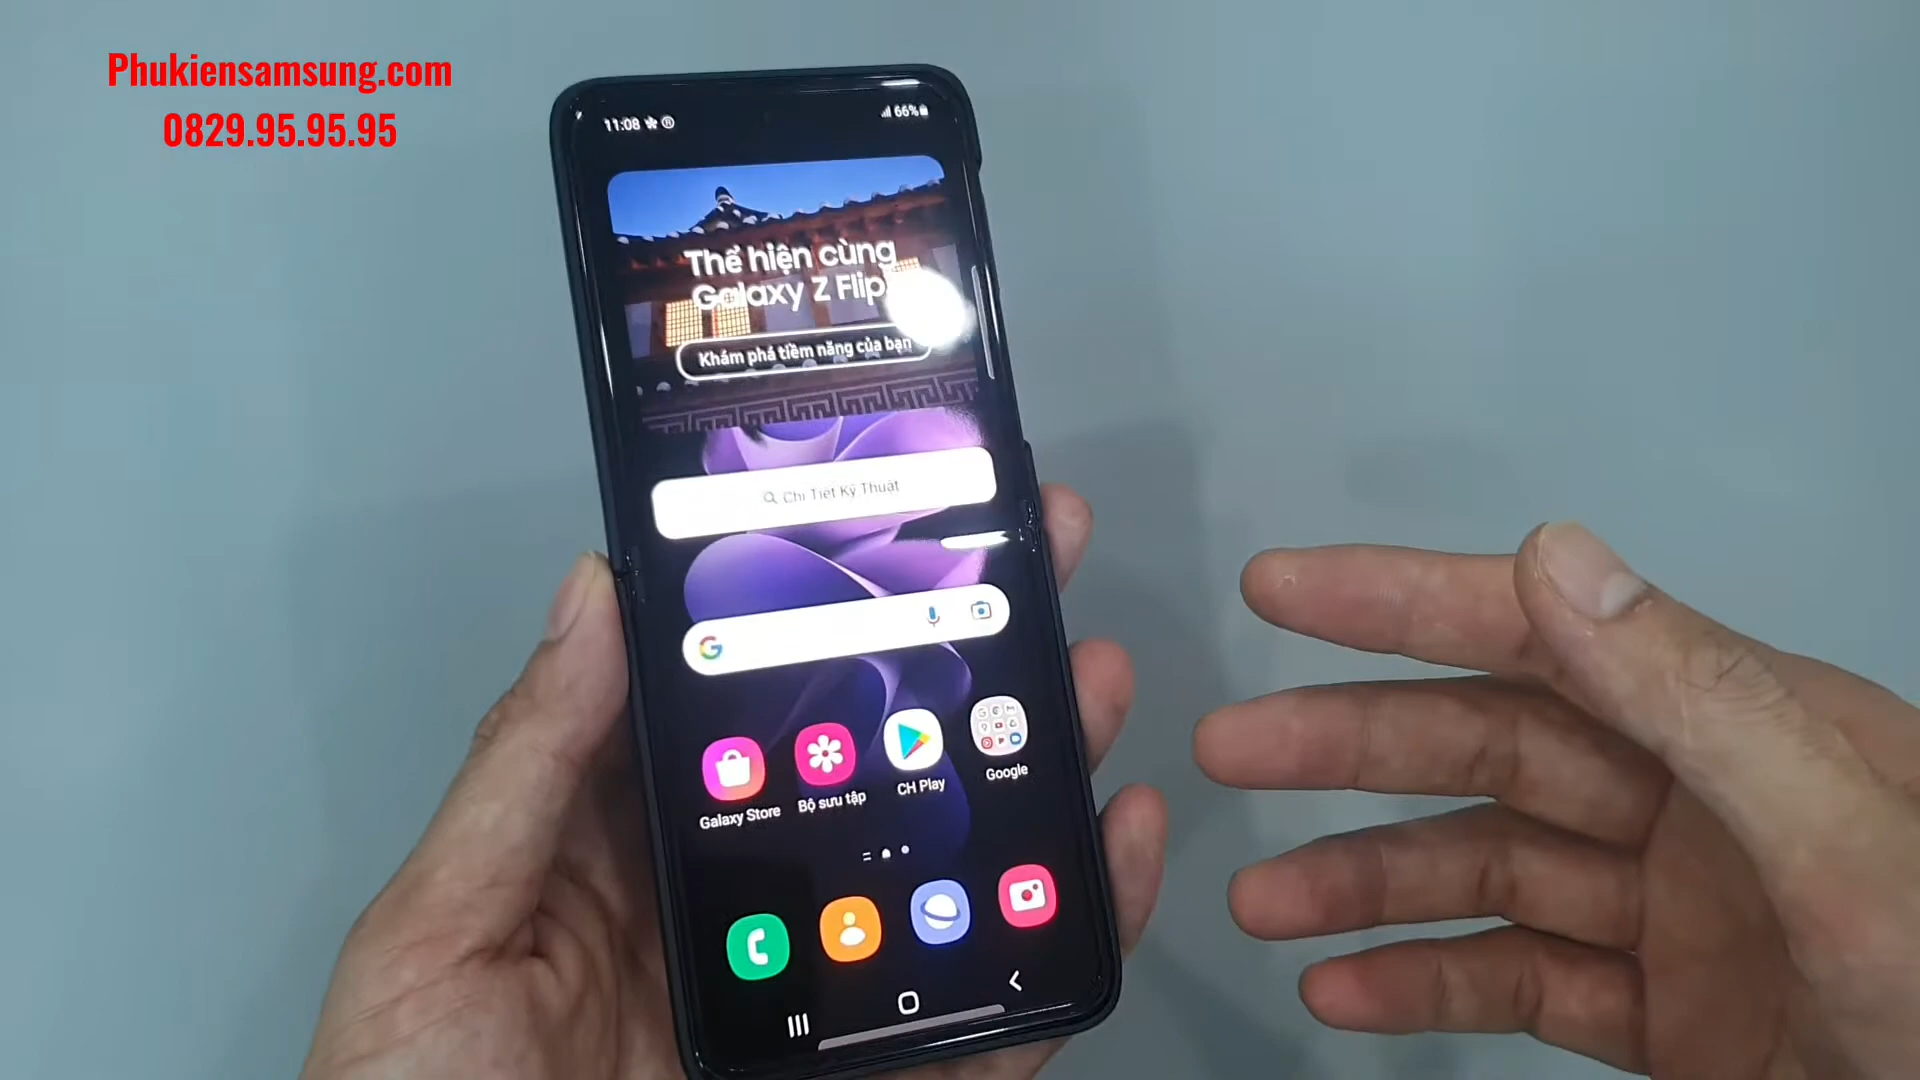 Phukiensamsung.com
0829.95.95.95
11:08
66%
Thể hiện cùng
Galaxy Z Flip
Khám phá tiềm năng của bạn
Chi Tiết Kỹ Thuật
Galaxy Store
Bộ sưu tập
CH Play
Google